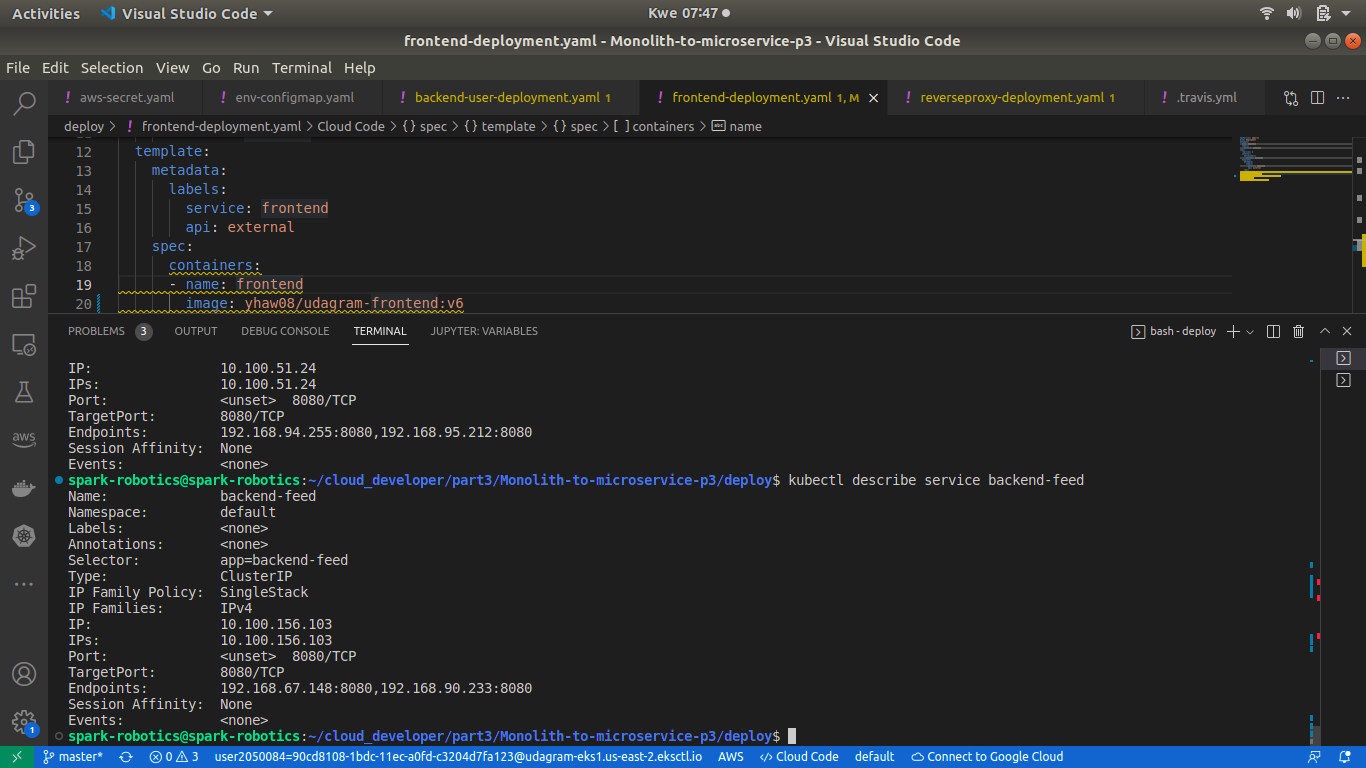 Activities Visual Studio Code Kwe 07:47
frontend-deployment.yaml - Monolith-to-microservice-p3 - Visual Studio Code
File Edit Selection View Go Run Terminal Help
! aws-secret.yaml ! env-configmap.yaml ! backend-user-deployment.yaml 1 ! frontend-deployment.yaml 1, M ! reverseproxy-deployment.yaml 1 ! .travis.yml
deploy > ! frontend-deployment.yaml > Cloud Code > {} spec > {} template > {} spec > [ ] containers > abc name
12 template:
13 metadata:
14 labels:
15 service: frontend
16 api: external
17 spec:
18 containers:
19 - name: frontend
20 image: yhaw08/udagram-frontend:v6
PROBLEMS 3 OUTPUT DEBUG CONSOLE TERMINAL JUPYTER: VARIABLES bash - deploy
IP: 10.100.51.24
IPs: 10.100.51.24
Port: <unset> 8080/TCP
TargetPort: 8080/TCP
Endpoints: 192.168.94.255:8080,192.168.95.212:8080
Session Affinity: None
Events: <none>
spark-robotics@spark-robotics:~/cloud_developer/part3/Monolith-to-microservice-p3/deploy$ kubectl describe service backend-feed
Name: backend-feed
Namespace: default
Labels: <none>
Annotations: <none>
Selector: app=backend-feed
Type: ClusterIP
IP Family Policy: SingleStack
IP Families: IPv4
IP: 10.100.156.103
IPs: 10.100.156.103
Port: <unset> 8080/TCP
TargetPort: 8080/TCP
Endpoints: 192.168.67.148:8080,192.168.90.233:8080
Session Affinity: None
Events: <none>
spark-robotics@spark-robotics:~/cloud_developer/part3/Monolith-to-microservice-p3/deploy$
3
aws
1
master* 0 3 user2050084=90cd8108-1bdc-11ec-a0fd-c3204d7fa123@udagram-eks1.us-east-2.eksctl.io AWS Cloud Code default Connect to Google Cloud